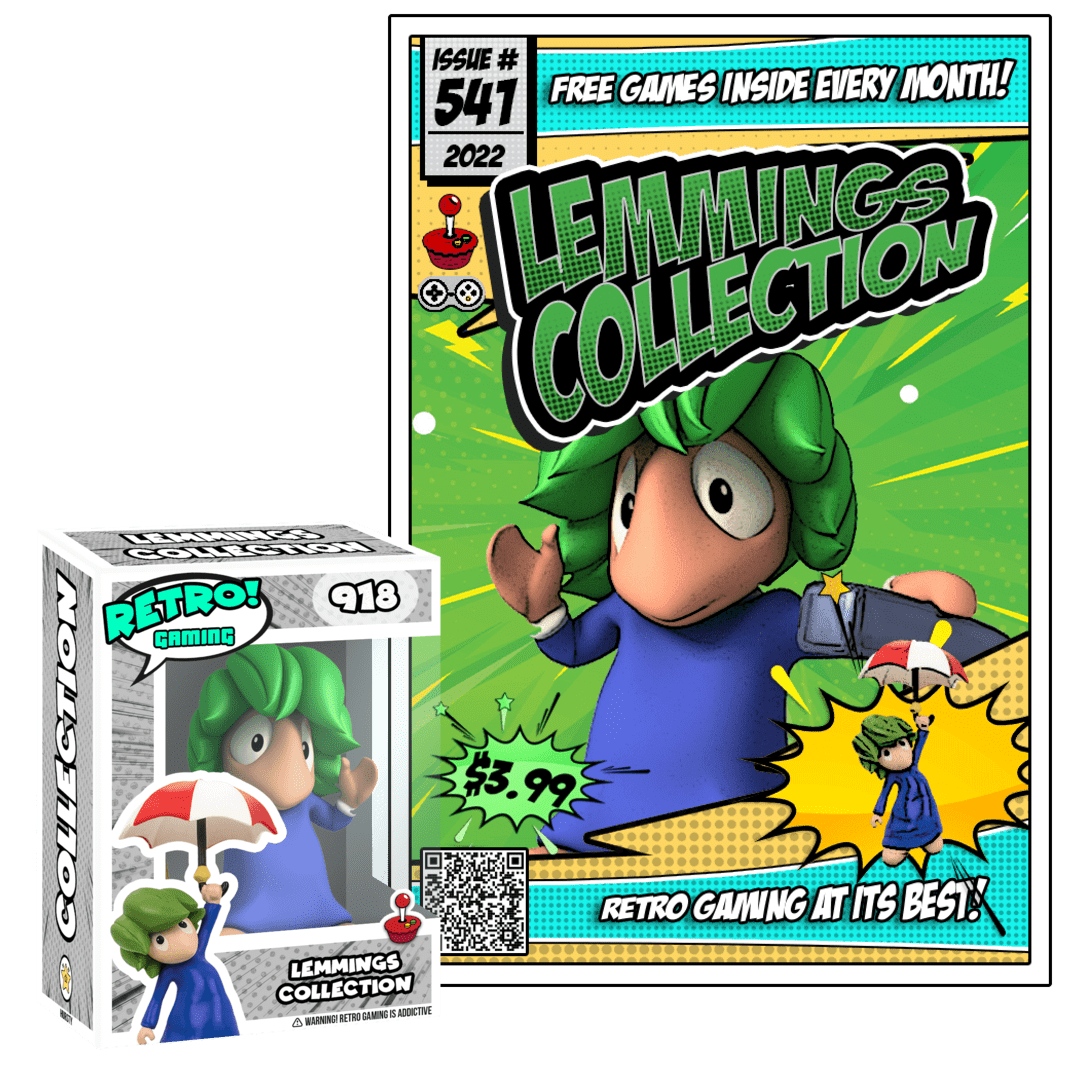 ISSUE #
541
2022
FREE GAMES INSIDE EVERY MONTH!
LEMMINGS
COLLECTION
$3.99
RETRO GAMING AT ITS BEST!
LEMMINGS
COLLECTION
COLLECTION
RETRO!
GAMING
918
LEMMINGS
COLLECTION
WARNING! RETRO GAMING IS ADDICTIVE